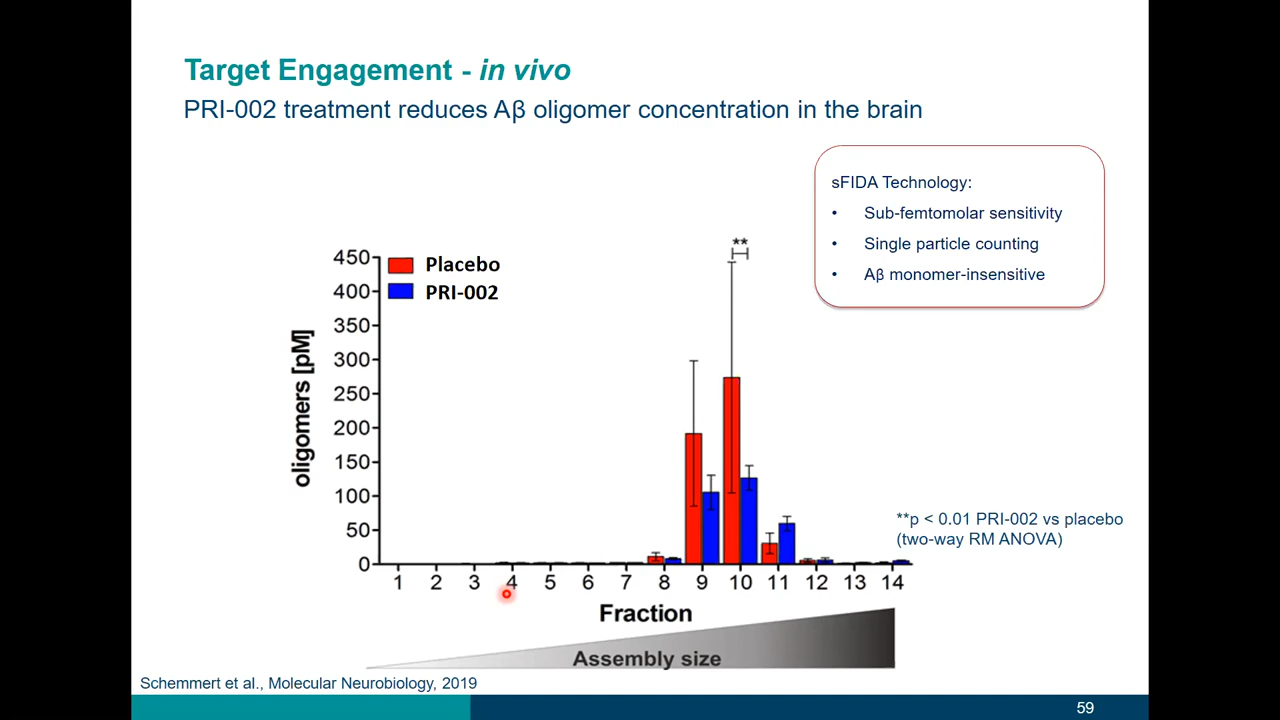 Target Engagement - in vivo
PRI-002 treatment reduces Aβ oligomer concentration in the brain
sFIDA Technology:
• Sub-femtomolar sensitivity
• Single particle counting
• Aβ monomer-insensitive
**
450
400
350
300
250
200
150
100
50
0
Placebo
PRI-002
oligomers [pM]
1 2 3 4 5 6 7 8 9 10 11 12 13 14
Fraction
Assembly size
**p < 0.01 PRI-002 vs placebo
(two-way RM ANOVA)
Schemmert et al., Molecular Neurobiology, 2019
59